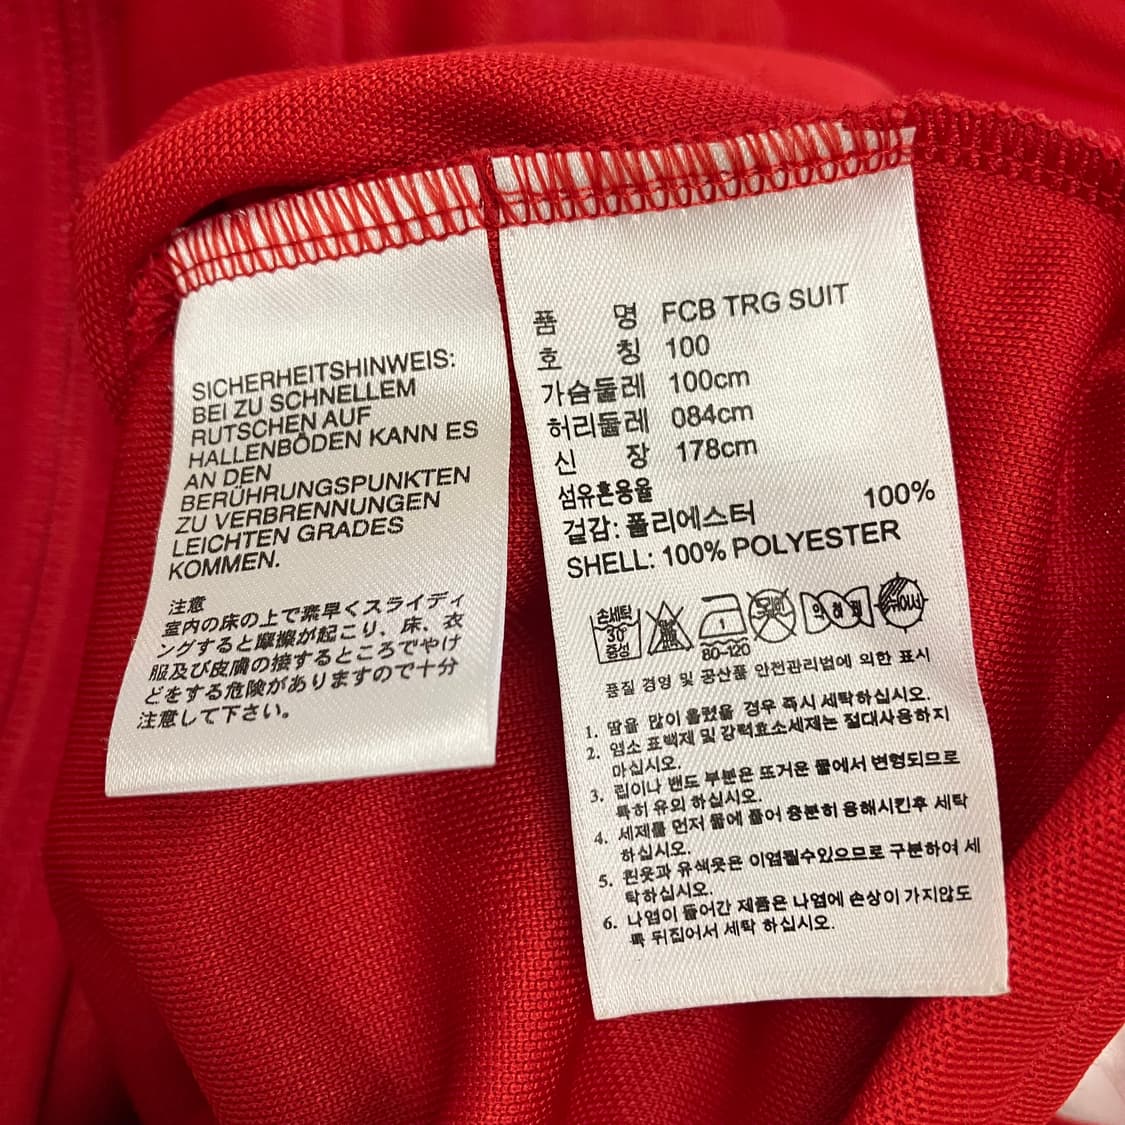 SICHERHEITSHINWEIS:
BEI ZU SCHNELLEM
RUTSCHEN AUF
HALLENBÖDEN KANN ES
AN DEN
BERÜHRUNGSPUNKTEN
ZU VERBRENNUNGEN
LEICHTEN GRADES
KOMMEN.
注意
室内の床の上で素早くスライディ
ングすると摩擦が起こり、床、衣
服及び皮膚の接するところでやけ
どをする危険がありますので十分
注意して下さい。
품 명 FCB TRG SUIT
호 칭 100
가슴둘레 100cm
허리둘레 084cm
신 장 178cm
섬유혼용율
겉감: 폴리에스터 100%
SHELL: 100% POLYESTER
손세탁
30°
중성
80-120
드라이
품질 경영 및 공산품 안전관리법에 의한 표시
1. 땀을 많이 흘렸을 경우 즉시 세탁하십시오.
2. 염소 표백제 및 강력효소세제는 절대사용하지
마십시오.
3. 립이나 밴드 부분은 뜨거운 물에서 변형되므로
특히 유의 하십시오.
4. 세제를 먼저 물에 풀어 충분히 용해시킨후 세탁
하십시오.
5. 흰옷과 유색옷은 이염될수있으므로 구분하여 세
탁하십시오.
6. 나염이 들어간 제품은 나염에 손상이 가지않도
록 뒤집어서 세탁 하십시오.